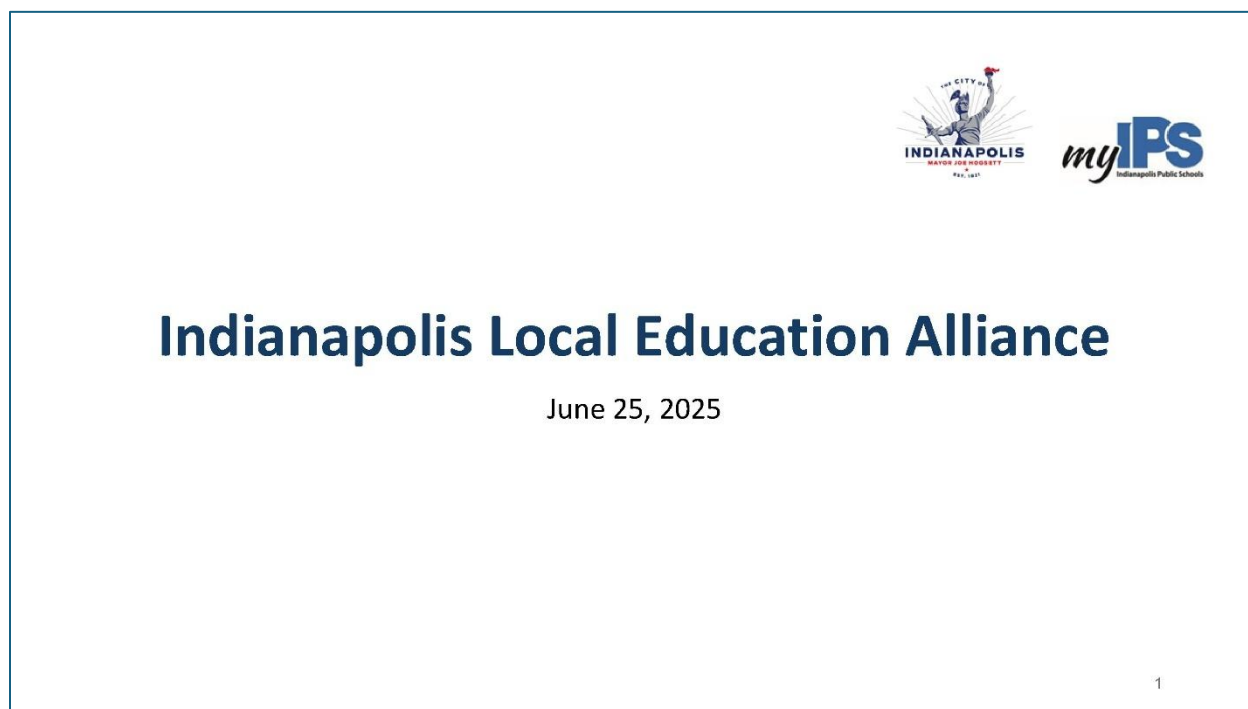 THE CITY OF
INDIANAPOLIS
MAYOR JOE HOGSETT
EST. 1821
myIPS
Indianapolis Public Schools
Indianapolis Local Education Alliance
June 25, 2025
1